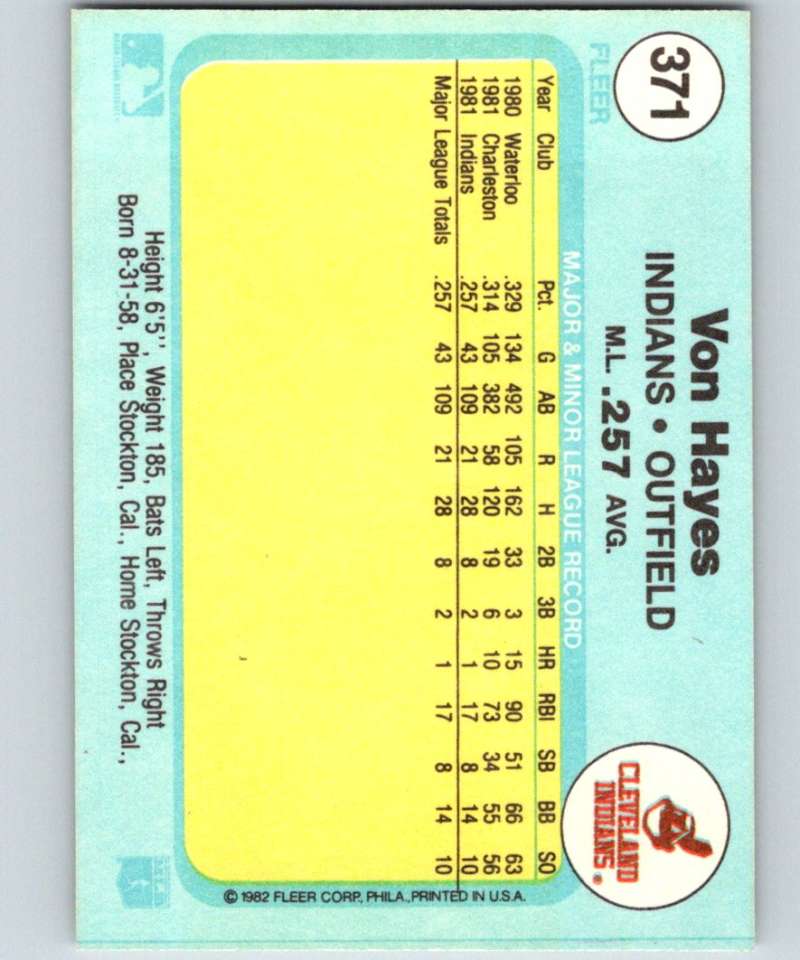 371
FLEER
Von Hayes
INDIANS • OUTFIELD
M.L. .257 AVG.
CLEVELAND
INDIANS
MAJOR & MINOR LEAGUE RECORD
Year Club Pct. G AB R H 2B 3B HR RBI SB BB SO
1980 Waterloo .329 134 492 105 162 33 3 15 90 51 66 63
1981 Charleston .314 105 382 58 120 19 6 10 73 34 55 56
1981 Indians .257 43 109 21 28 8 2 1 17 8 14 10
Major League Totals .257 43 109 21 28 8 2 1 17 8 14 10
© 1982 FLEER CORP., PHILA., PRINTED IN U.S.A.
Height 6'5", Weight 185, Bats Left, Throws Right
Born 8-31-58, Place Stockton, Cal., Home Stockton, Cal.,